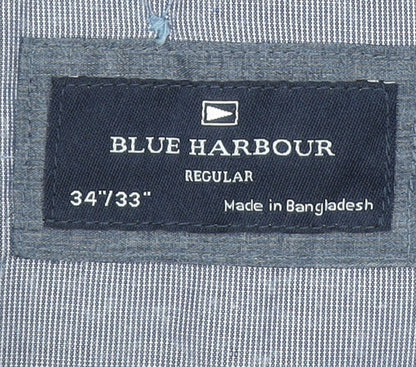 BLUE HARBOUR
REGULAR
34"/33" Made in Bangladesh